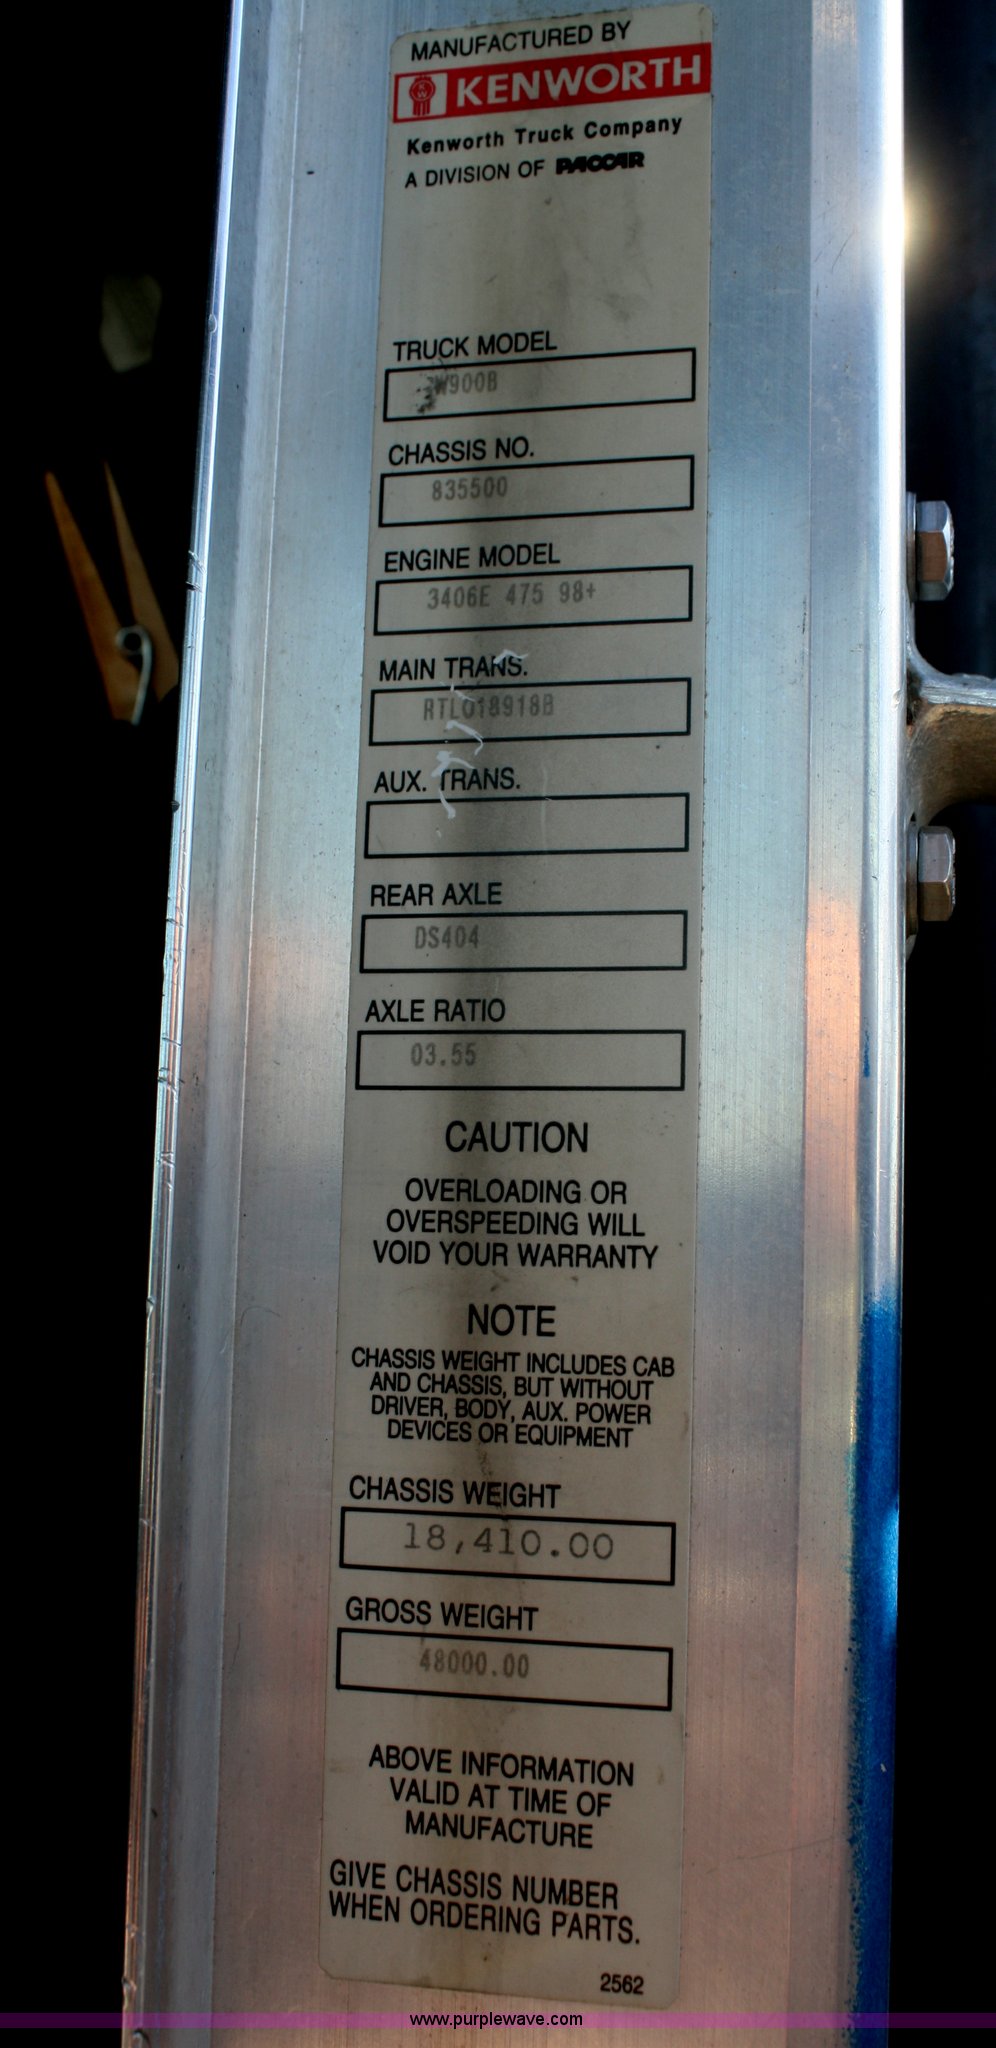 MANUFACTURED BY
KW KENWORTH
Kenworth Truck Company
A DIVISION OF PACCAR
TRUCK MODEL
W900B
CHASSIS NO.
835500
ENGINE MODEL
3406E 475 98+
MAIN TRANS.
RTLO18918B
AUX. TRANS.
REAR AXLE
DS404
AXLE RATIO
03.55
CAUTION
OVERLOADING OR
OVERSPEEDING WILL
VOID YOUR WARRANTY
NOTE
CHASSIS WEIGHT INCLUDES CAB
AND CHASSIS, BUT WITHOUT
DRIVER, BODY, AUX. POWER
DEVICES OR EQUIPMENT
CHASSIS WEIGHT
18,410.00
GROSS WEIGHT
48000.00
ABOVE INFORMATION
VALID AT TIME OF
MANUFACTURE
GIVE CHASSIS NUMBER
WHEN ORDERING PARTS.
2562
www.purplewave.com